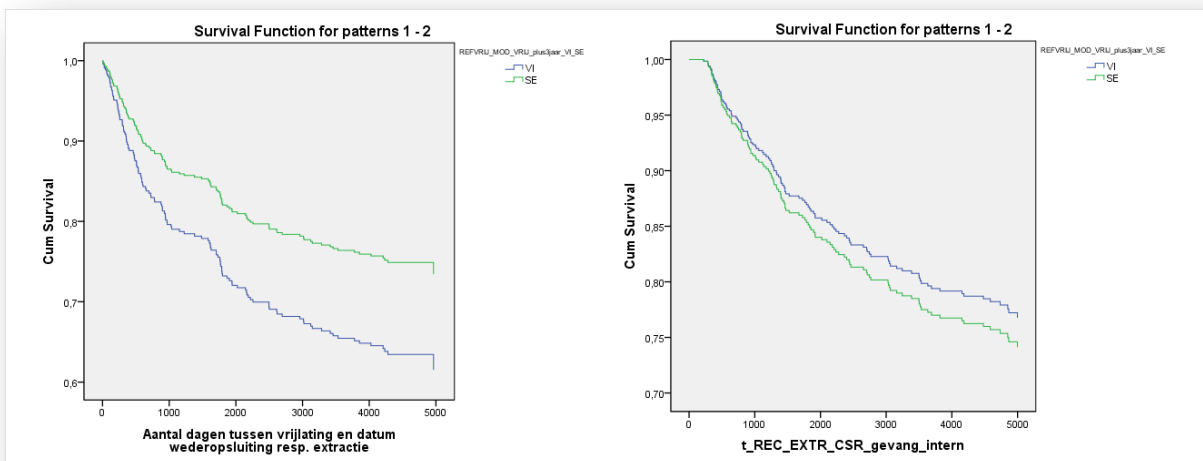 Survival Function for patterns 1 - 2
REFVRIJ_MOD_VRIJ_plus3jaar_VI_SE
VI
SE
1,0
0,9
0,8
0,7
0,6
Cum Survival
0
1000
2000
3000
4000
5000
Aantal dagen tussen vrijlating en datum
wederopsluiting resp. extractie
Survival Function for patterns 1 - 2
REFVRIJ_MOD_VRIJ_plus3jaar_VI_SE
VI
SE
1,00
0,95
0,90
0,85
0,80
0,75
0,70
Cum Survival
0
1000
2000
3000
4000
5000
t_REC_EXTR_CSR_gevang_intern